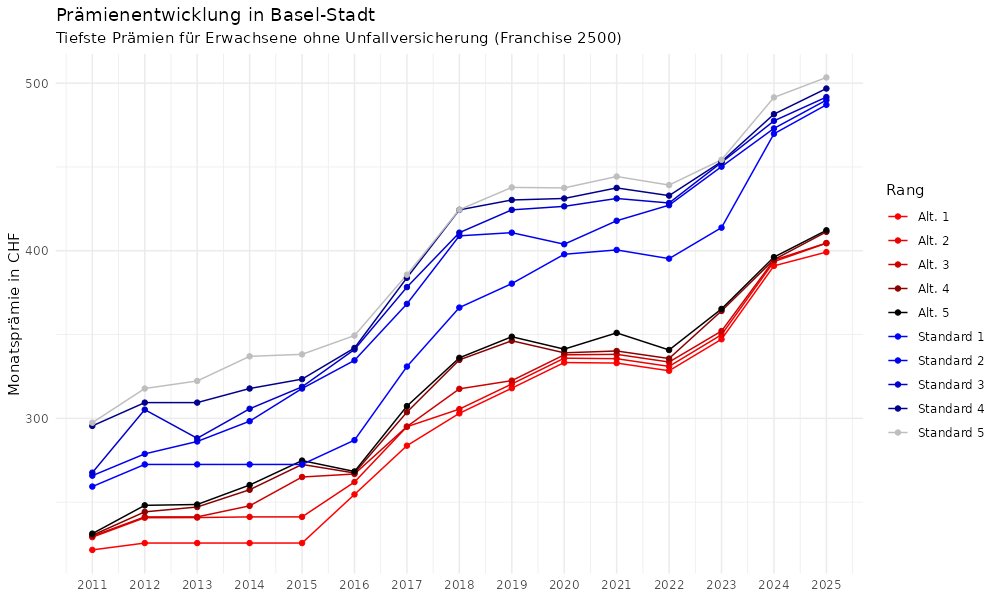 Prämienentwicklung in Basel-Stadt
Tiefste Prämien für Erwachsene ohne Unfallversicherung (Franchise 2500)
Monatsprämie in CHF
500
400
300
2011 2012 2013 2014 2015 2016 2017 2018 2019 2020 2021 2022 2023 2024 2025
Rang
Alt. 1
Alt. 2
Alt. 3
Alt. 4
Alt. 5
Standard 1
Standard 2
Standard 3
Standard 4
Standard 5